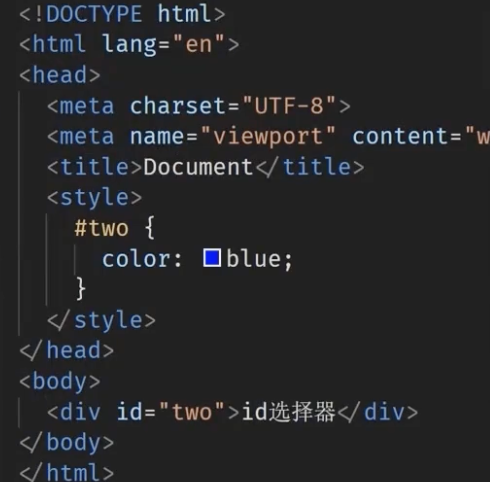 <!DOCTYPE html>
<html lang="en">
<head>
<meta charset="UTF-8">
<meta name="viewport" content="w
<title>Document</title>
<style>
#two {
color: blue;
}
</style>
</head>
<body>
<div id="two">id选择器</div>
</body>
</html>